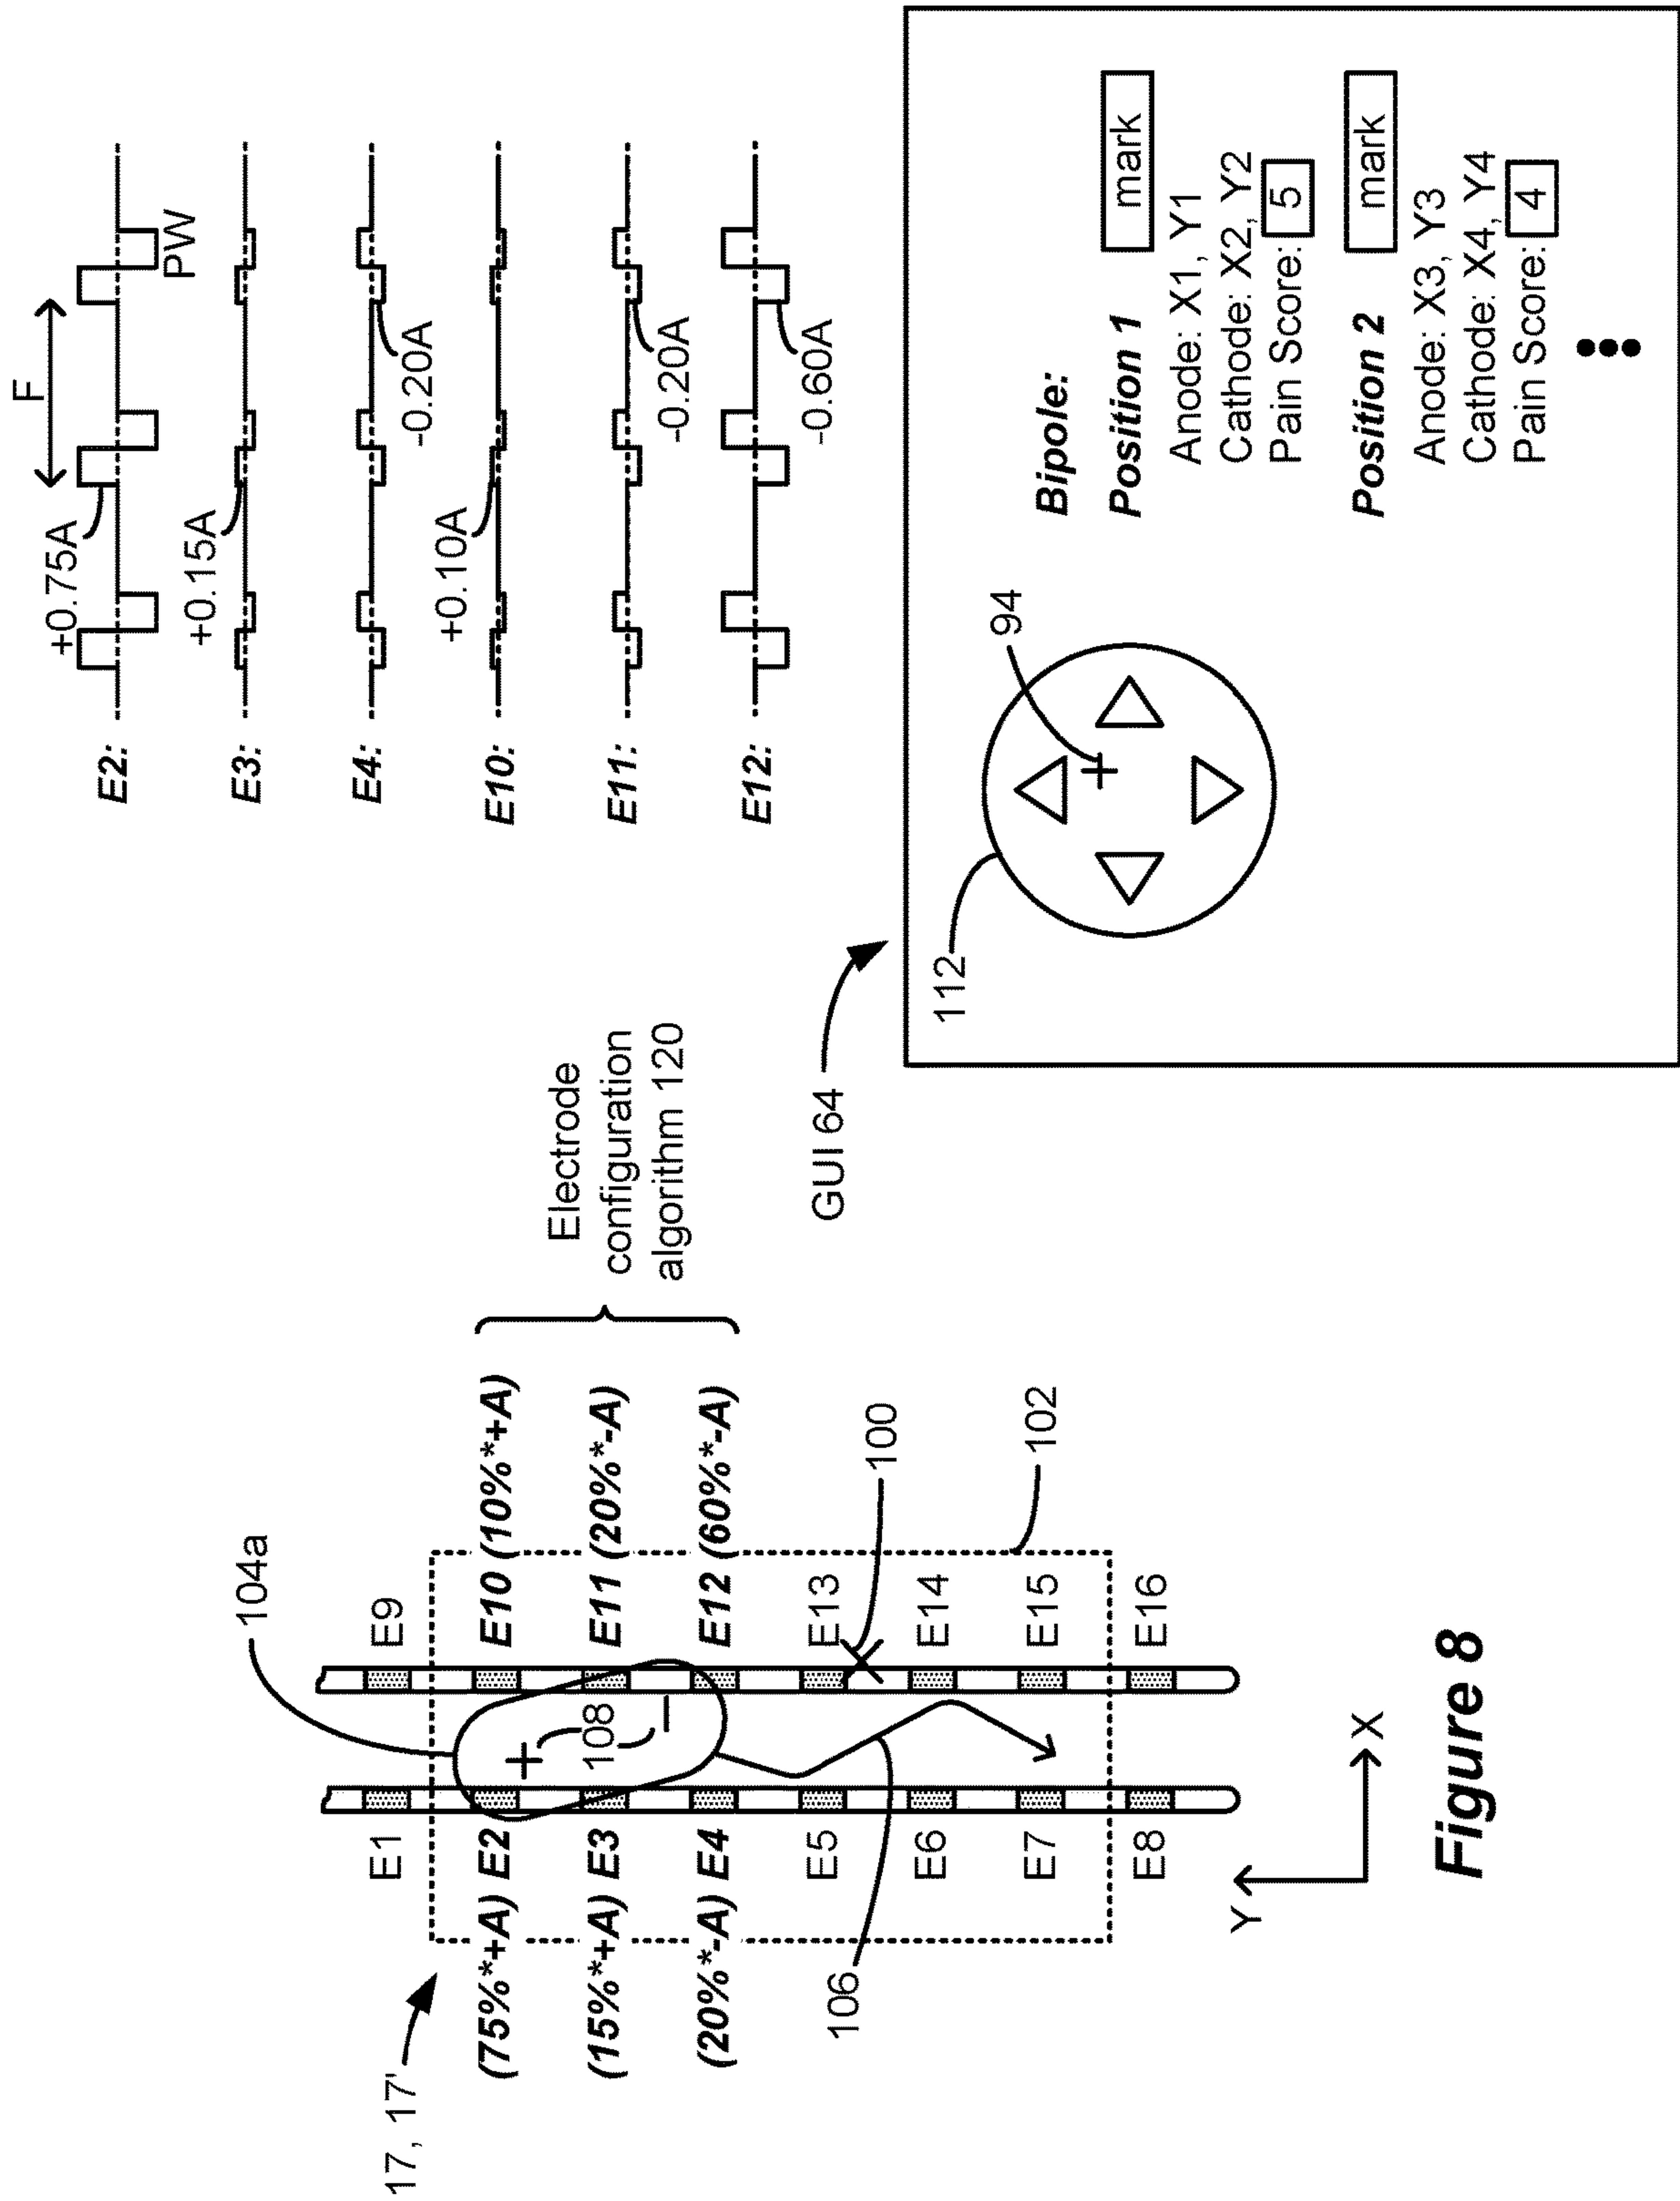 17, 17'
104a
E1
E9
(75%*+A) E2
E10 (10%*+A)
(15%*+A) E3
E11 (20%*-A)
(20%*-A) E4
E12 (60%*-A)
+
108
−
E5
E13
E6
E14
E7
E15
E8
E16
106
100
102
Y
X
Electrode
configuration
algorithm 120
F
E2:
+0.75A
PW
E3:
+0.15A
E4:
-0.20A
E10:
+0.10A
E11:
-0.20A
E12:
-0.60A
GUI 64
112
94
+
Bipole:
Position 1
mark
Anode: X1, Y1
Cathode: X2, Y2
Pain Score: 5
Position 2
mark
Anode: X3, Y3
Cathode: X4, Y4
Pain Score: 4
Figure 8